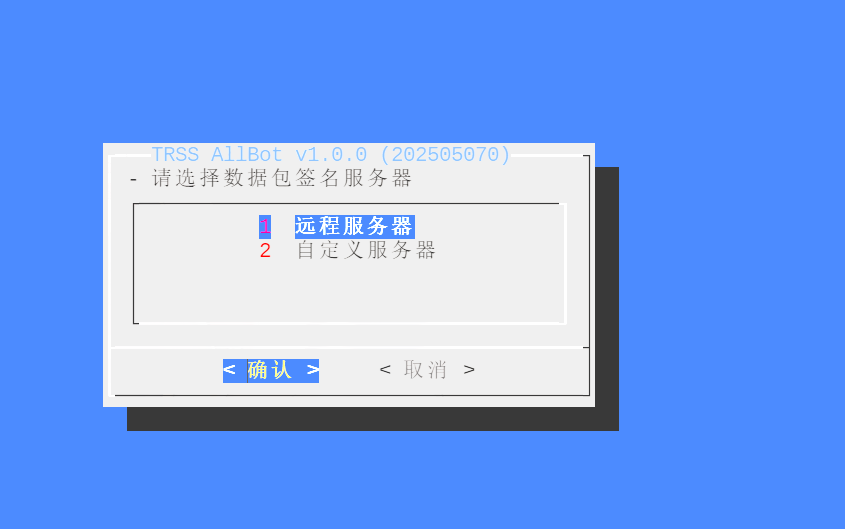 TRSS AllBot v1.0.0 (202505070)
- 请选择数据包签名服务器
1 远程服务器
2 自定义服务器
< 确认 > < 取消 >